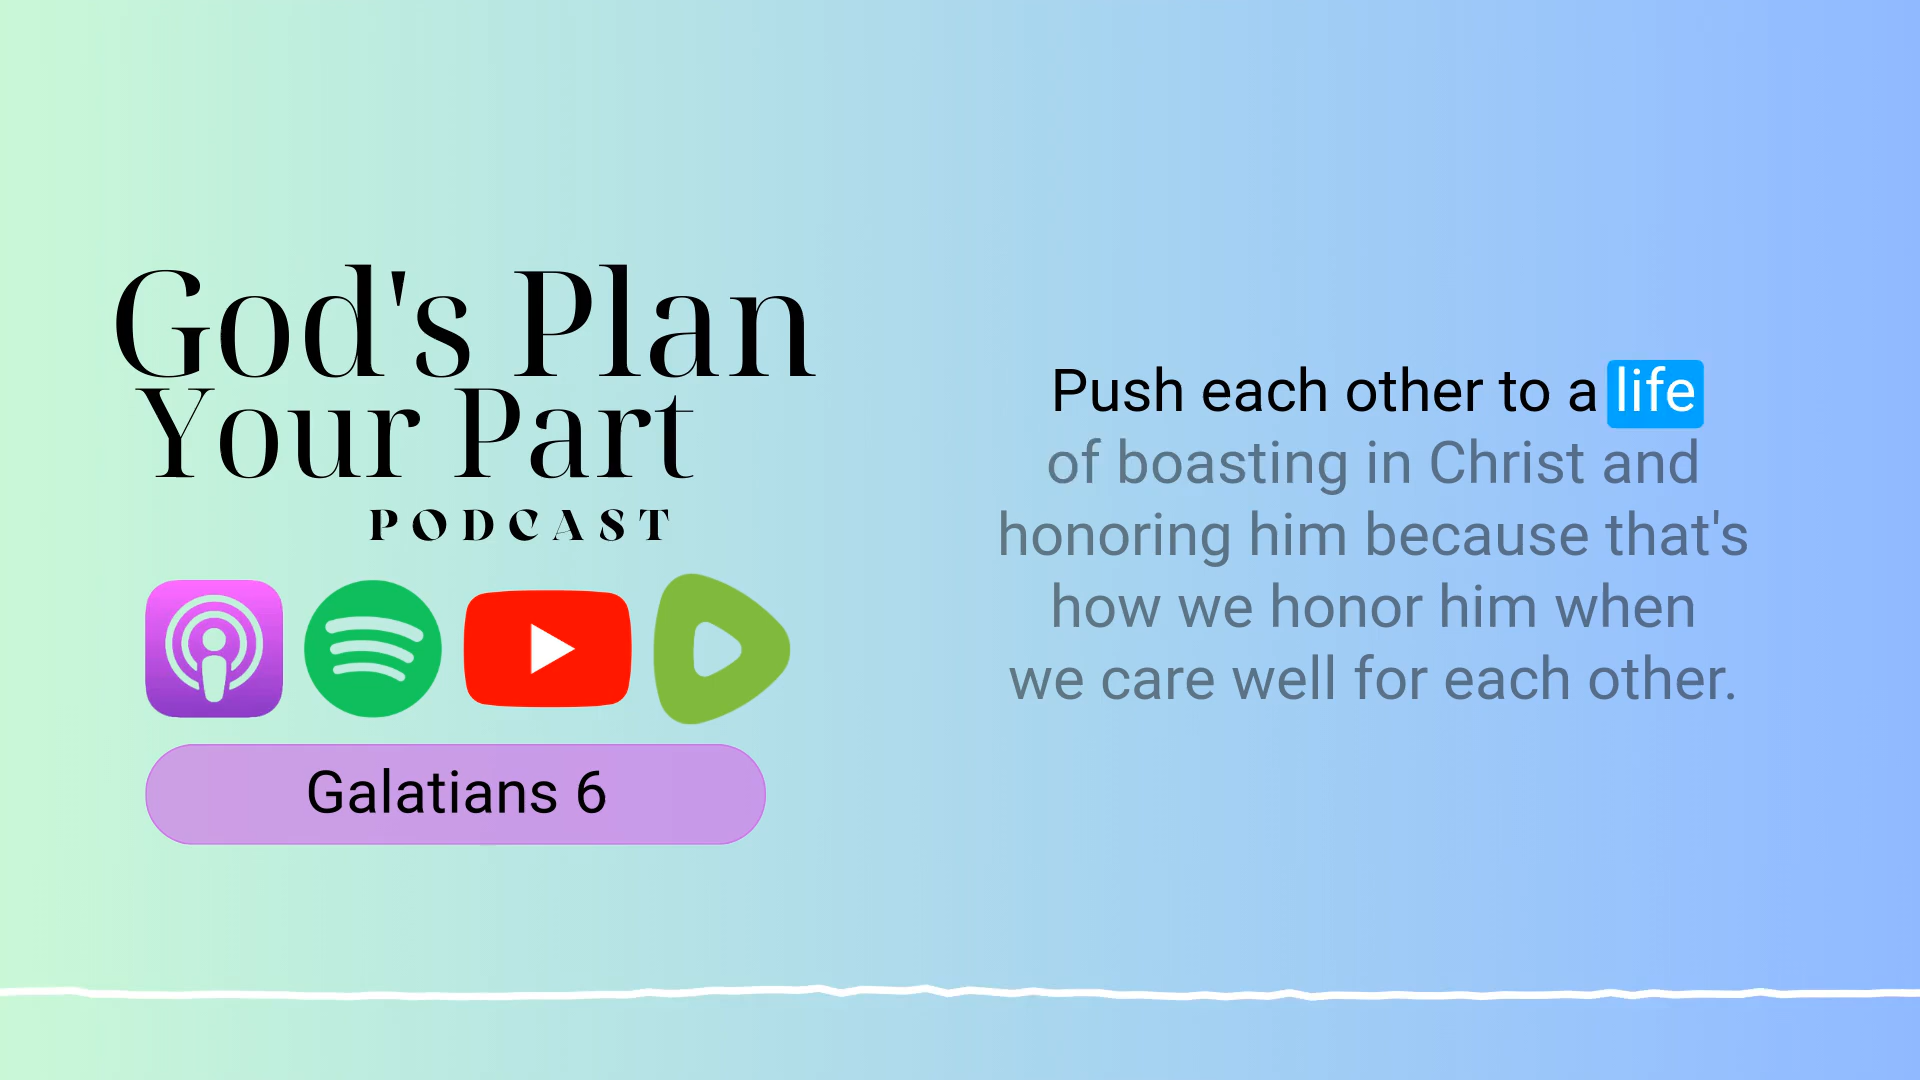 God's Plan
Your Part
PODCAST
Galatians 6
Push each other to a life
of boasting in Christ and
honoring him because that's
how we honor him when
we care well for each other.